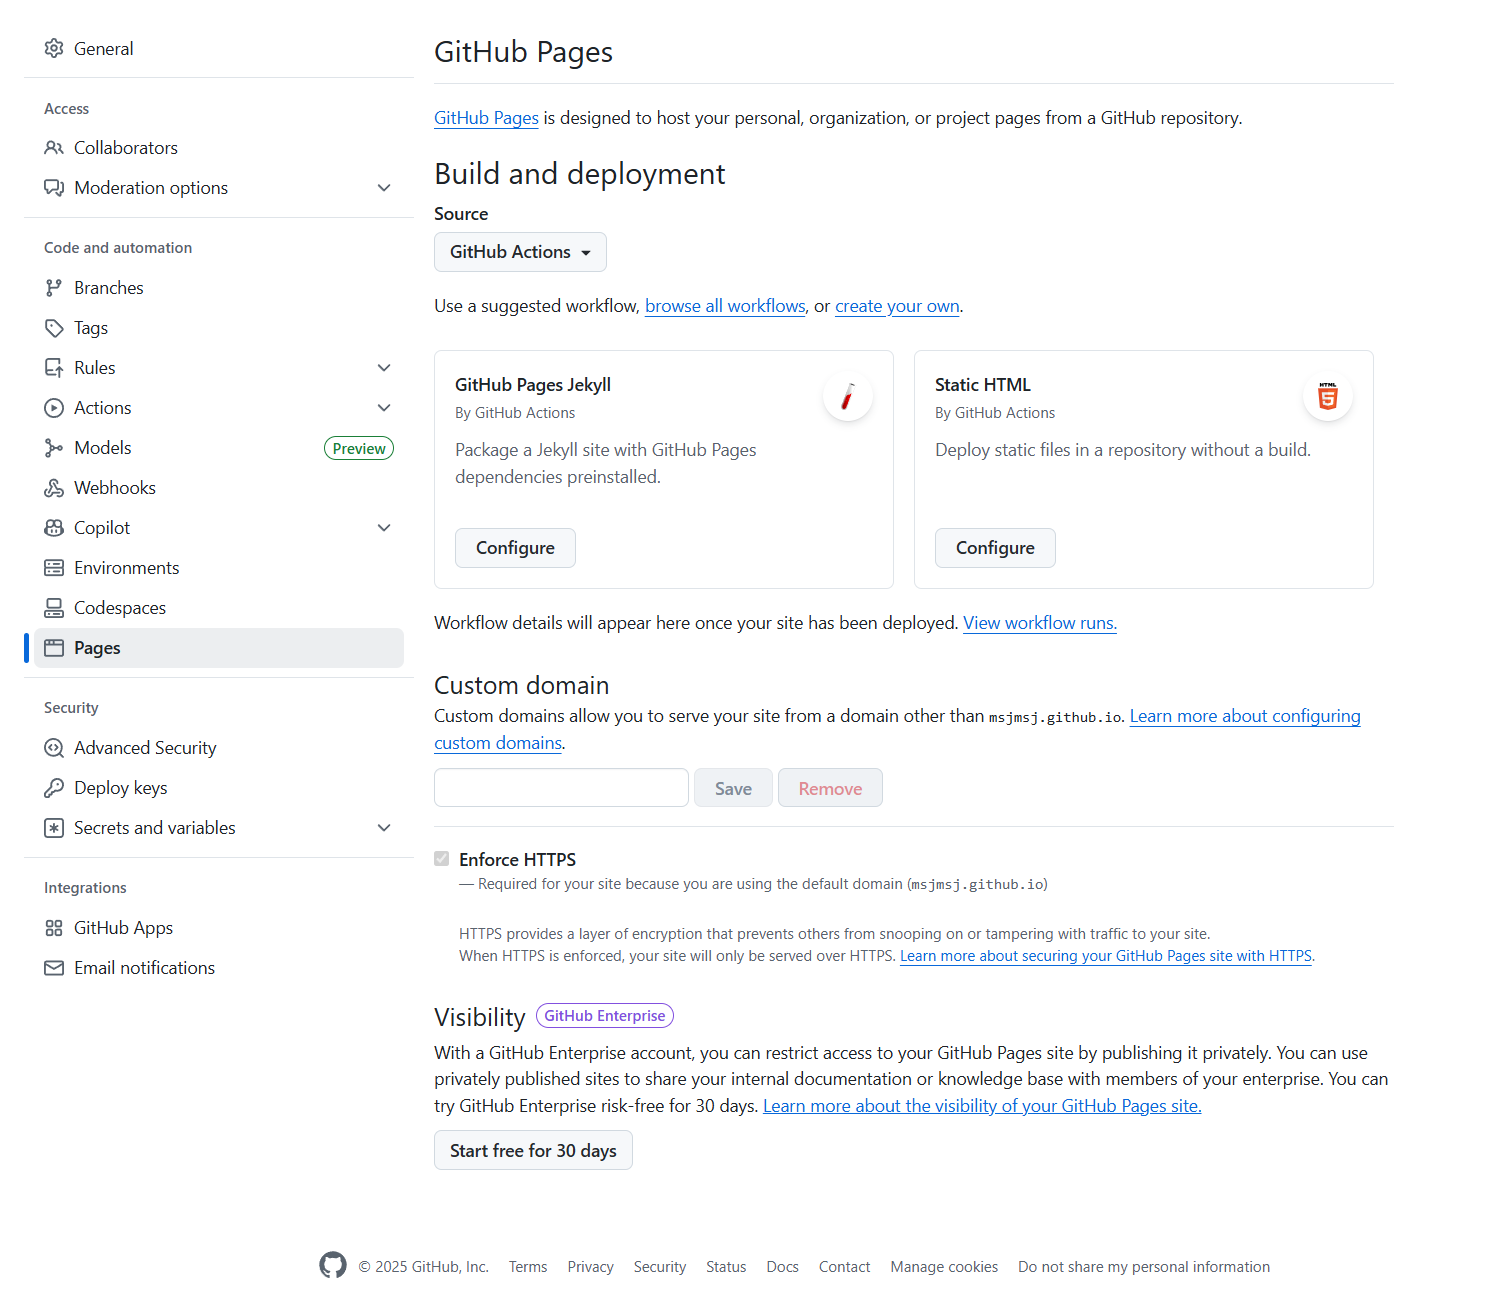 General
Access
Collaborators
Moderation options
Code and automation
Branches
Tags
Rules
Actions
Models Preview
Webhooks
Copilot
Environments
Codespaces
Pages
Security
Advanced Security
Deploy keys
Secrets and variables
Integrations
GitHub Apps
Email notifications
GitHub Pages
GitHub Pages is designed to host your personal, organization, or project pages from a GitHub repository.
Build and deployment
Source
GitHub Actions
Use a suggested workflow, browse all workflows, or create your own.
GitHub Pages Jekyll
By GitHub Actions
Package a Jekyll site with GitHub Pages
dependencies preinstalled.
Configure
Static HTML
By GitHub Actions
HTML
5
Deploy static files in a repository without a build.
Configure
Workflow details will appear here once your site has been deployed. View workflow runs.
Custom domain
Custom domains allow you to serve your site from a domain other than msjmsj.github.io. Learn more about configuring
custom domains.
Save Remove
Enforce HTTPS
— Required for your site because you are using the default domain (msjmsj.github.io)
HTTPS provides a layer of encryption that prevents others from snooping on or tampering with traffic to your site.
When HTTPS is enforced, your site will only be served over HTTPS. Learn more about securing your GitHub Pages site with HTTPS.
Visibility GitHub Enterprise
With a GitHub Enterprise account, you can restrict access to your GitHub Pages site by publishing it privately. You can use
privately published sites to share your internal documentation or knowledge base with members of your enterprise. You can
try GitHub Enterprise risk-free for 30 days. Learn more about the visibility of your GitHub Pages site.
Start free for 30 days
© 2025 GitHub, Inc. Terms Privacy Security Status Docs Contact Manage cookies Do not share my personal information